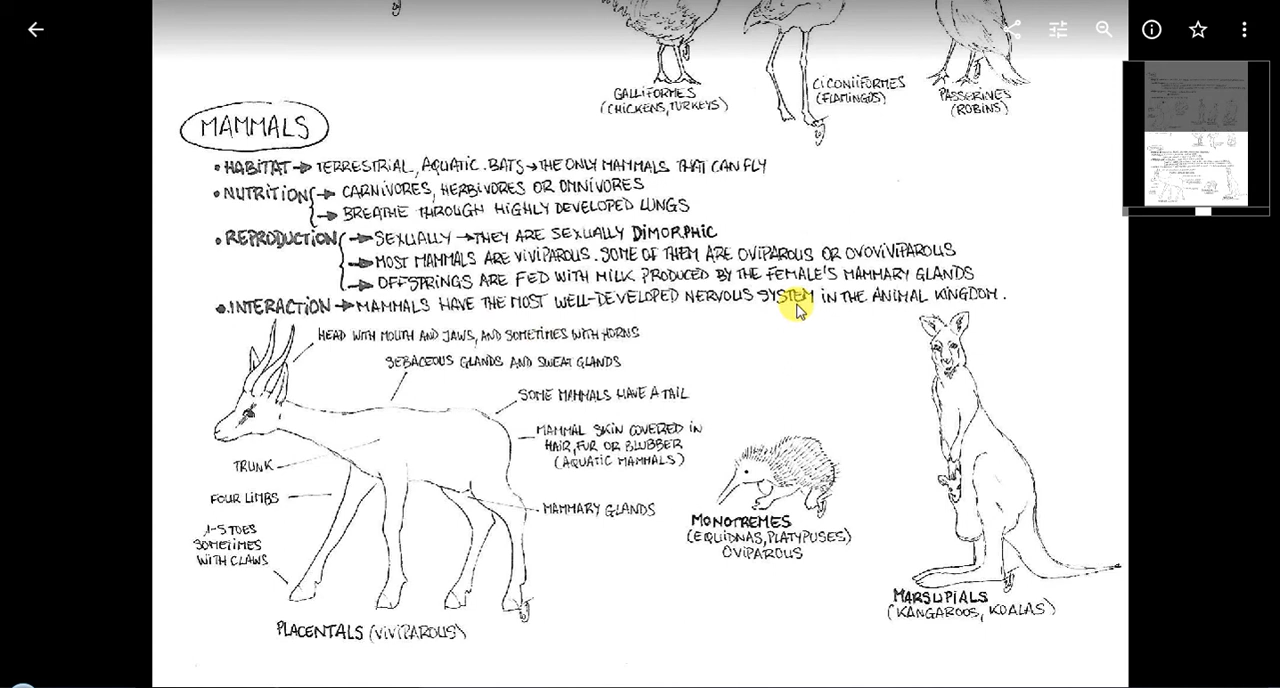 GALLIFORMES
(CHICKENS, TURKEYS)
CICONIIFORMES
(FLAMINGOS)
PASSERINES
(ROBINS)
MAMMALS
• HABITAT → TERRESTRIAL, AQUATIC. BATS → THE ONLY MAMMALS THAT CAN FLY
• NUTRITION → CARNIVORES, HERBIVORES OR OMNIVORES
→ BREATHE THROUGH HIGHLY DEVELOPED LUNGS
• REPRODUCTION → SEXUALLY → THEY ARE SEXUALLY DIMORPHIC
→ MOST MAMMALS ARE VIVIPAROUS. SOME OF THEM ARE OVIPAROUS OR OVOVIVIPAROUS
→ OFFSPRINGS ARE FED WITH MILK PRODUCED BY THE FEMALE'S MAMMARY GLANDS
• INTERACTION → MAMMALS HAVE THE MOST WELL-DEVELOPED NERVOUS SYSTEM IN THE ANIMAL KINGDOM.
HEAD WITH MOUTH AND JAWS, AND SOMETIMES WITH HORNS
SEBACEOUS GLANDS AND SWEAT GLANDS
SOME MAMMALS HAVE A TAIL
MAMMAL SKIN COVERED IN
HAIR, FUR OR BLUBBER
(AQUATIC MAMMALS)
TRUNK
FOUR LIMBS
MAMMARY GLANDS
1-5 TOES
SOMETIMES
WITH CLAWS
PLACENTALS (VIVIPAROUS)
MONOTREMES
(EQUIDNAS, PLATYPUSES)
OVIPAROUS
MARSUPIALS
(KANGAROOS, KOALAS)